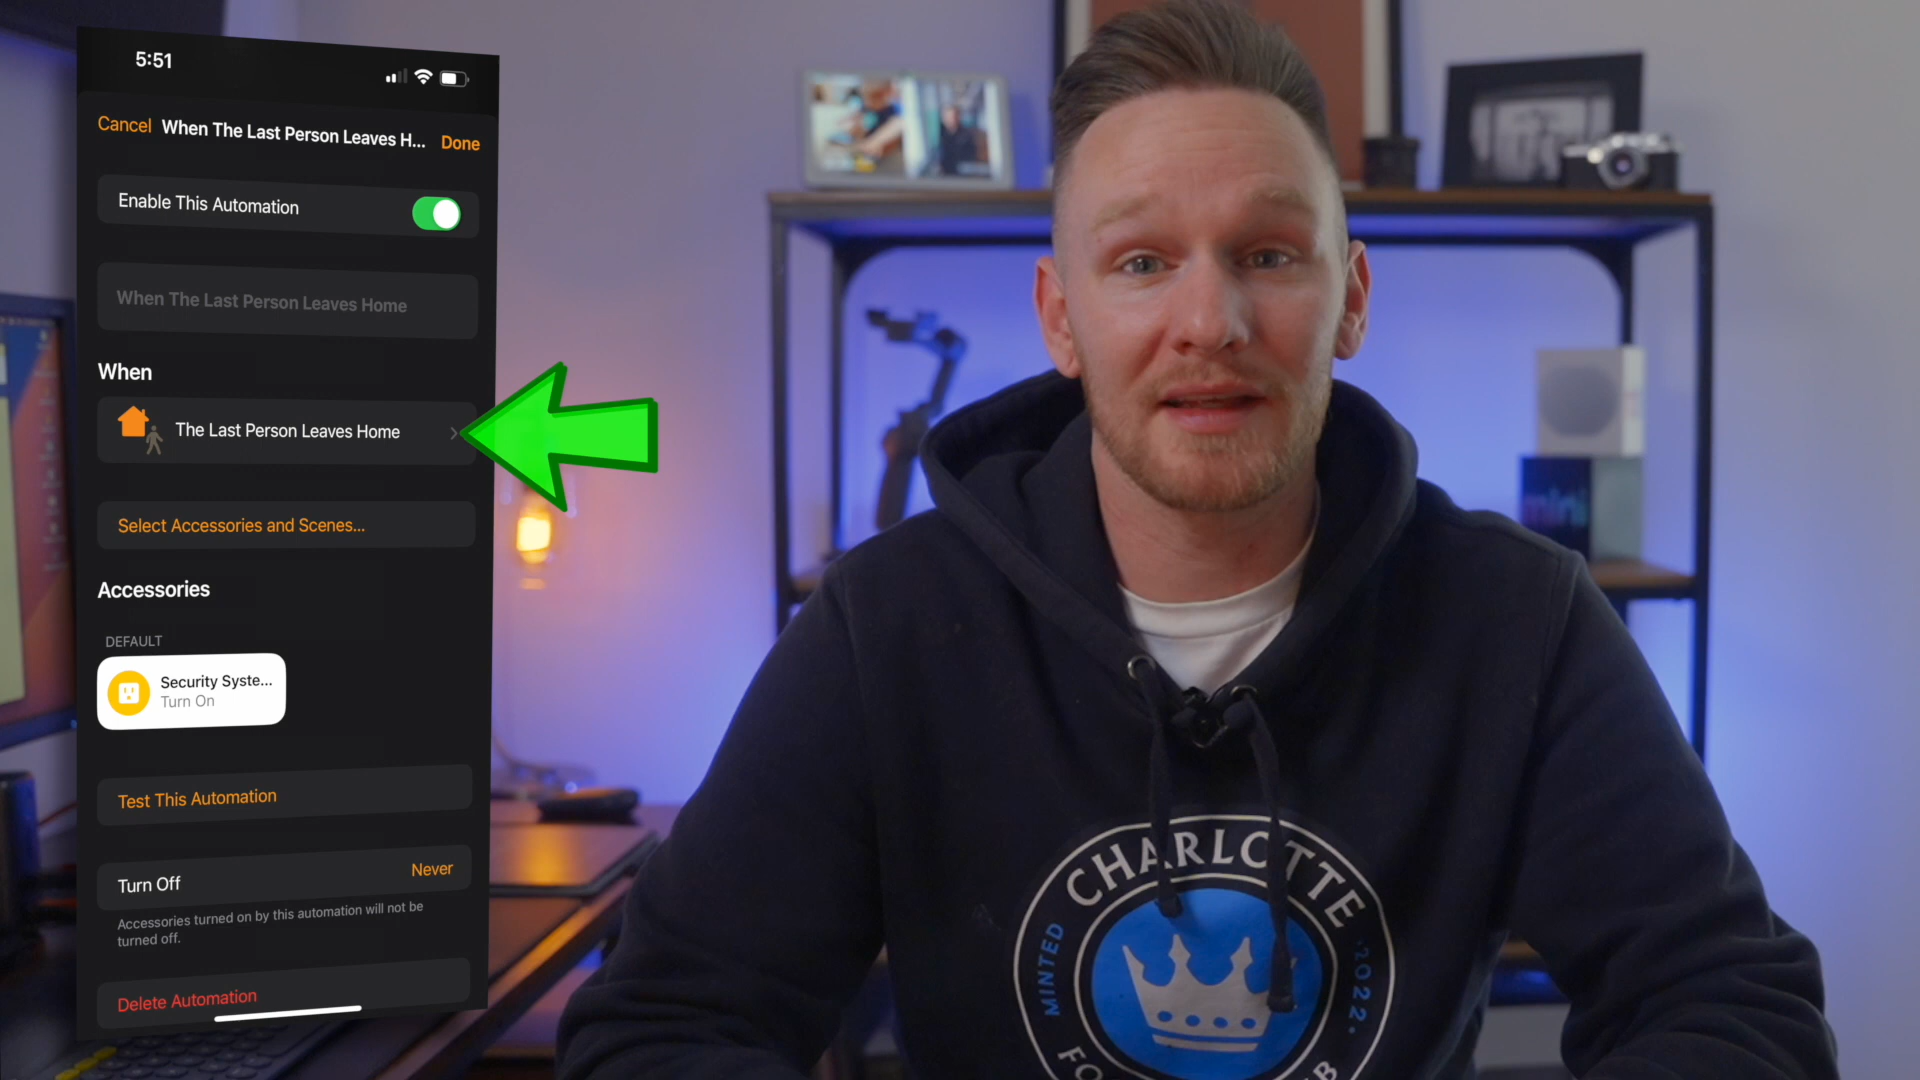 5:51
Cancel When The Last Person Leaves H... Done
Enable This Automation
When The Last Person Leaves Home
When
The Last Person Leaves Home
Select Accessories and Scenes...
Accessories
DEFAULT
Security Syste...
Turn On
Test This Automation
Turn Off Never
Accessories turned on by this automation will not be
turned off.
Delete Automation
mini
CHARLOTTE
MINTED
2022.